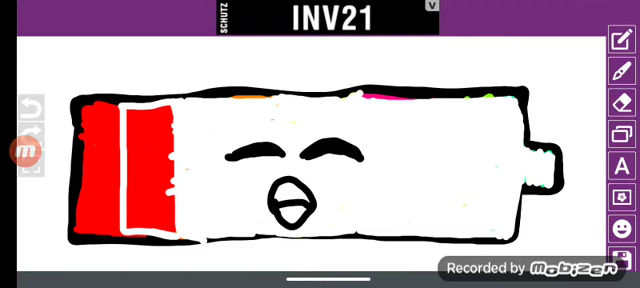 SCHUTZ
INV21
V
A
m
Recorded by mobizen